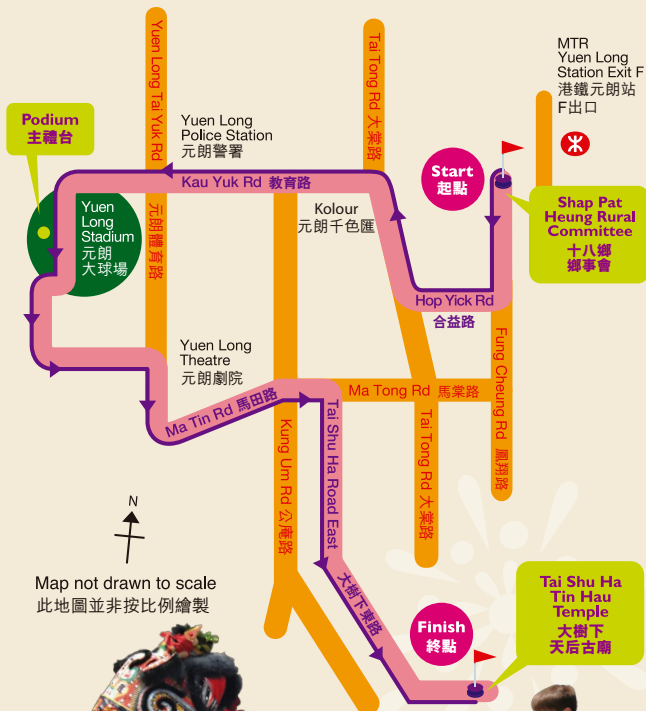 MTR
Yuen Long
Station Exit F
港鐵元朗站
F出口
Yuen Long Tai Yuk Rd
元朗體育路
Tai Tong Rd 大棠路
Podium
主禮台
Yuen Long
Police Station
元朗警署
Start
起點
Kau Yuk Rd 教育路
Shap Pat
Heung Rural
Committee
十八鄉
鄉事會
Yuen
Long
Stadium
元朗
大球場
Kolour
元朗千色匯
Hop Yick Rd
合益路
Fung Cheung Rd 鳳翔路
Yuen Long
Theatre
元朗劇院
Ma Tin Rd 馬田路
Ma Tong Rd 馬棠路
Kung Um Rd 公庵路
Tai Shu Ha Road East
大樹下東路
Tai Tong Rd 大棠路
N
Map not drawn to scale
此地圖並非按比例繪製
Finish
終點
Tai Shu Ha
Tin Hau
Temple
大樹下
天后古廟